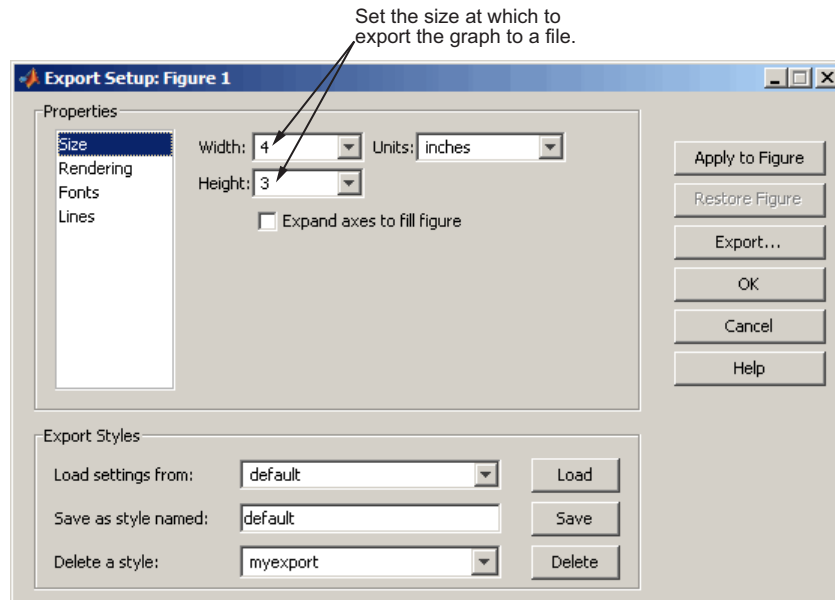 Set the size at which to
export the graph to a file.
Export Setup: Figure 1
Properties
Size
Rendering
Fonts
Lines
Width: 4 Units: inches
Height: 3
Expand axes to fill figure
Apply to Figure
Restore Figure
Export...
OK
Cancel
Help
Export Styles
Load settings from: default Load
Save as style named: default Save
Delete a style: myexport Delete